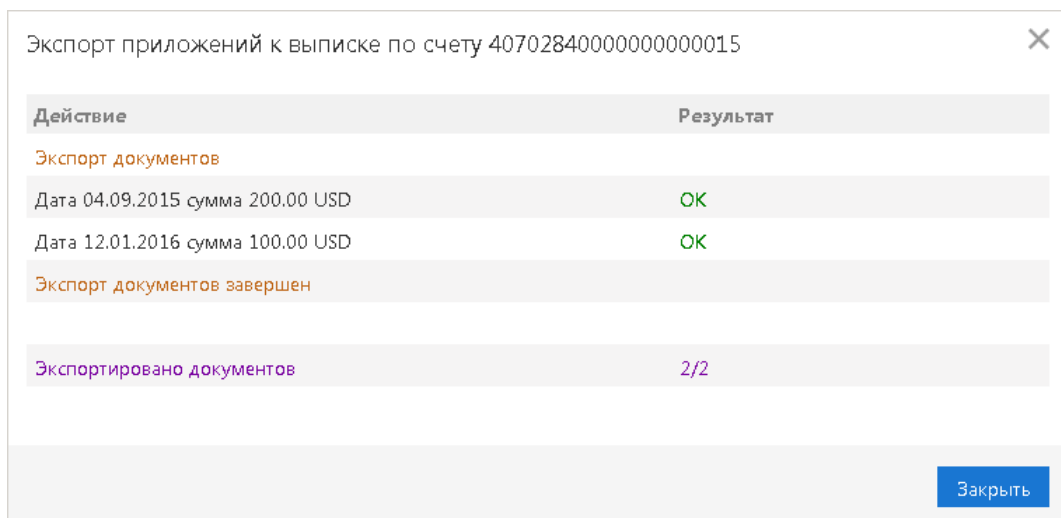 Экспорт приложений к выписке по счету 40702840000000000015
Действие Результат
Экспорт документов
Дата 04.09.2015 сумма 200.00 USD OK
Дата 12.01.2016 сумма 100.00 USD OK
Экспорт документов завершен
Экспортировано документов 2/2
Закрыть